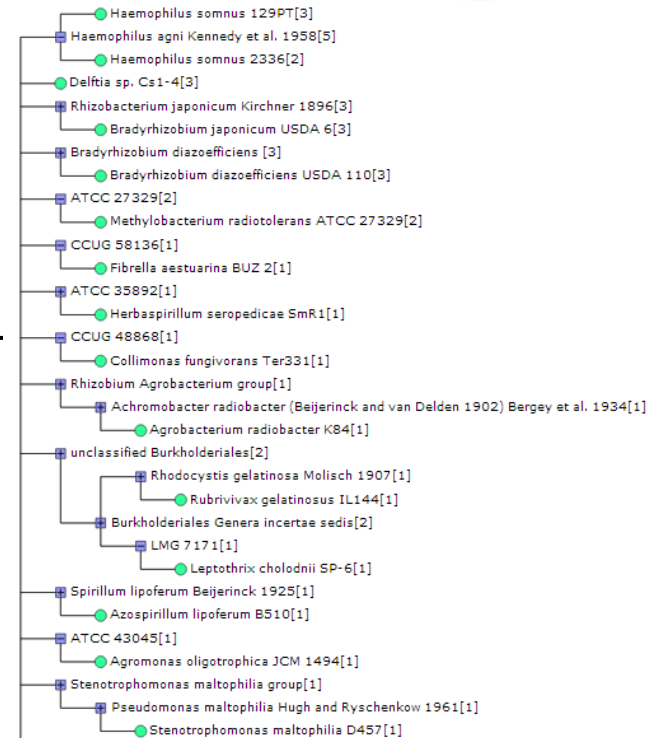 Haemophilus somnus 129PT[3]
Haemophilus agni Kennedy et al. 1958[5]
Haemophilus somnus 2336[2]
Delftia sp. Cs1-4[3]
Rhizobacterium japonicum Kirchner 1896[3]
Bradyrhizobium japonicum USDA 6[3]
Bradyrhizobium diazoefficiens [3]
Bradyrhizobium diazoefficiens USDA 110[3]
ATCC 27329[2]
Methylobacterium radiotolerans ATCC 27329[2]
CCUG 58136[1]
Fibrella aestuarina BUZ 2[1]
ATCC 35892[1]
Herbaspirillum seropedicae SmR1[1]
CCUG 48868[1]
Collimonas fungivorans Ter331[1]
Rhizobium Agrobacterium group[1]
Achromobacter radiobacter (Beijerinck and van Delden 1902) Bergey et al. 1934[1]
Agrobacterium radiobacter K84[1]
unclassified Burkholderiales[2]
Rhodocystis gelatinosa Molisch 1907[1]
Rubrivivax gelatinosus IL144[1]
Burkholderiales Genera incertae sedis[2]
LMG 7171[1]
Leptothrix cholodnii SP-6[1]
Spirillum lipoferum Beijerinck 1925[1]
Azospirillum lipoferum B510[1]
ATCC 43045[1]
Agromonas oligotrophica JCM 1494[1]
Stenotrophomonas maltophilia group[1]
Pseudomonas maltophilia Hugh and Ryschenkow 1961[1]
Stenotrophomonas maltophilia D457[1]